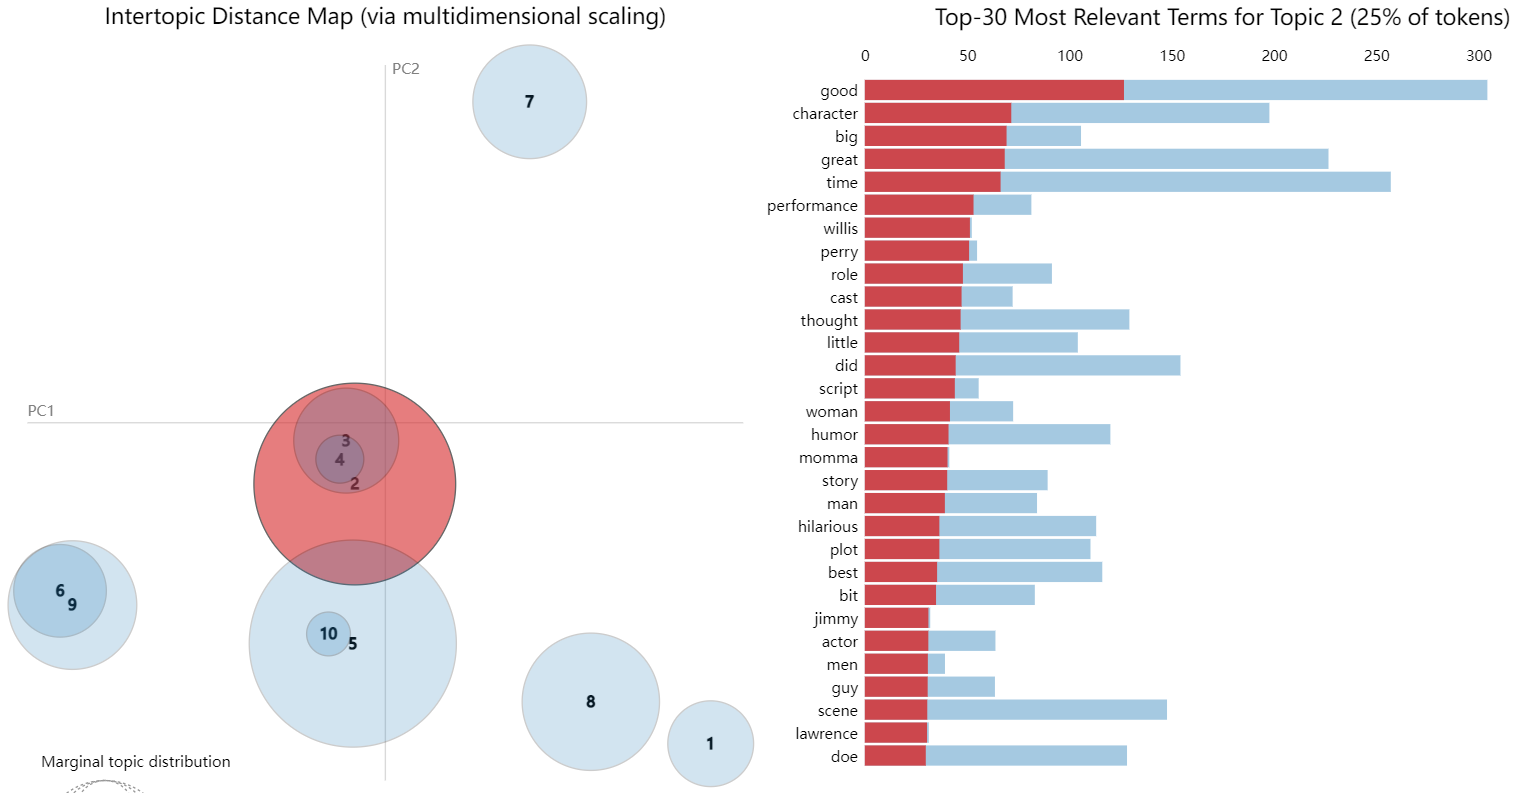 Intertopic Distance Map (via multidimensional scaling)
PC2
PC1
7
3
4
2
6
9
10
5
8
1
Marginal topic distribution
Top-30 Most Relevant Terms for Topic 2 (25% of tokens)
0 50 100 150 200 250 300
good
character
big
great
time
performance
willis
perry
role
cast
thought
little
did
script
woman
humor
momma
story
man
hilarious
plot
best
bit
jimmy
actor
men
guy
scene
lawrence
doe